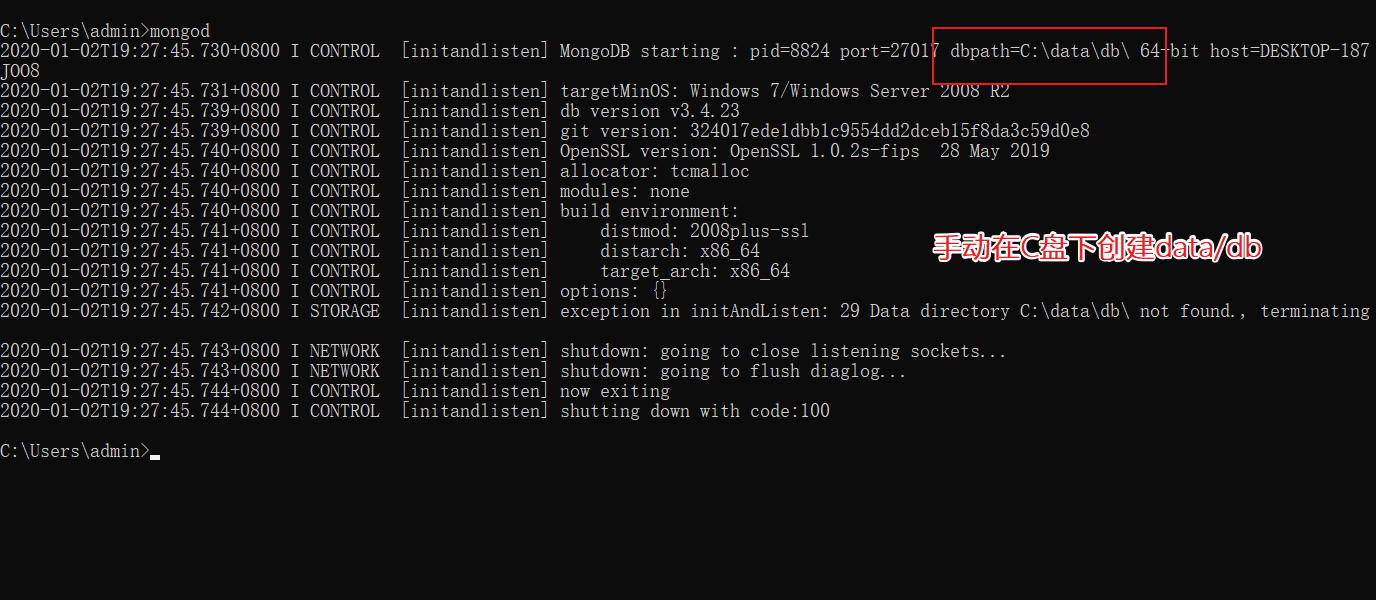 C:\Users\admin>mongod
2020-01-02T19:27:45.730+0800 I CONTROL  [initandlisten] MongoDB starting : pid=8824 port=27017 dbpath=C:\data\db\ 64-bit host=DESKTOP-187
JOO8
2020-01-02T19:27:45.731+0800 I CONTROL  [initandlisten] targetMinOS: Windows 7/Windows Server 2008 R2
2020-01-02T19:27:45.739+0800 I CONTROL  [initandlisten] db version v3.4.23
2020-01-02T19:27:45.739+0800 I CONTROL  [initandlisten] git version: 324017ede1dbb1c9554dd2dceb15f8da3c59d0e8
2020-01-02T19:27:45.740+0800 I CONTROL  [initandlisten] OpenSSL version: OpenSSL 1.0.2s-fips  28 May 2019
2020-01-02T19:27:45.740+0800 I CONTROL  [initandlisten] allocator: tcmalloc
2020-01-02T19:27:45.740+0800 I CONTROL  [initandlisten] modules: none
2020-01-02T19:27:45.740+0800 I CONTROL  [initandlisten] build environment:
2020-01-02T19:27:45.741+0800 I CONTROL  [initandlisten]     distmod: 2008plus-ssl
2020-01-02T19:27:45.741+0800 I CONTROL  [initandlisten]     distarch: x86_64
手动在C盘下创建data/db
2020-01-02T19:27:45.741+0800 I CONTROL  [initandlisten]     target_arch: x86_64
2020-01-02T19:27:45.741+0800 I CONTROL  [initandlisten] options: {}
2020-01-02T19:27:45.742+0800 I STORAGE  [initandlisten] exception in initAndListen: 29 Data directory C:\data\db\ not found., terminating
2020-01-02T19:27:45.743+0800 I NETWORK  [initandlisten] shutdown: going to close listening sockets...
2020-01-02T19:27:45.743+0800 I NETWORK  [initandlisten] shutdown: going to flush diaglog...
2020-01-02T19:27:45.744+0800 I CONTROL  [initandlisten] now exiting
2020-01-02T19:27:45.744+0800 I CONTROL  [initandlisten] shutting down with code:100
C:\Users\admin>